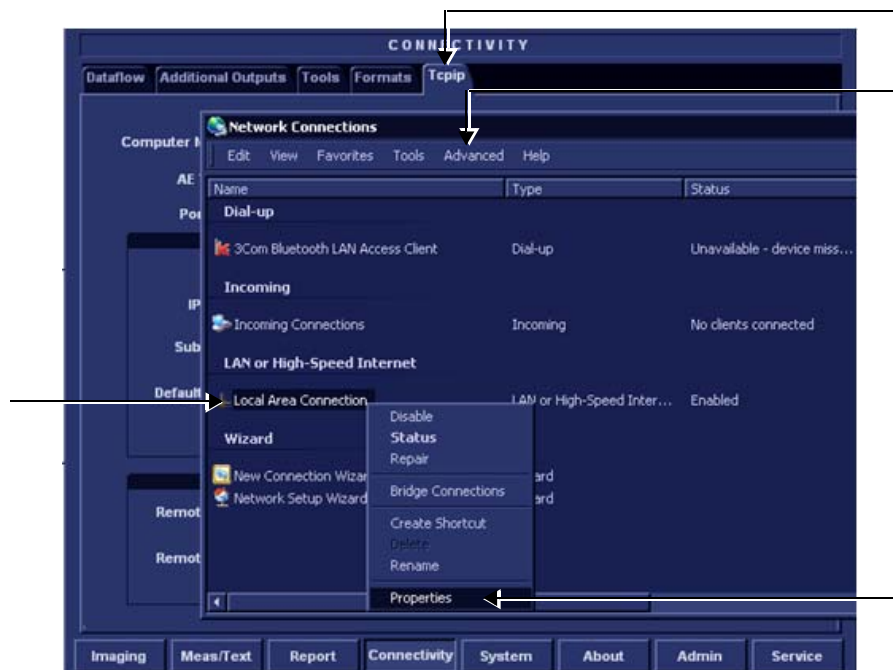 CONNECTIVITY
Dataflow Additional Outputs Tools Formats Tcpip
Network Connections
Computer
Edit View Favorites Tools Advanced Help
AE
Name Type Status
Dial-up
3Com Bluetooth LAN Access Client Dial-up Unavailable - device miss...
Incoming
IP
Incoming Connections Incoming No clients connected
Sub
LAN or High-Speed Internet
Default
Local Area Connection LAN or High-Speed Inter... Enabled
Disable
Wizard Status
Repair
New Connection Wizar ard
Bridge Connections
Network Setup Wizard ard
Remot
Create Shortcut
Delete
Rename
Remot
Properties
Imaging Meas/Text Report Connectivity System About Admin Service